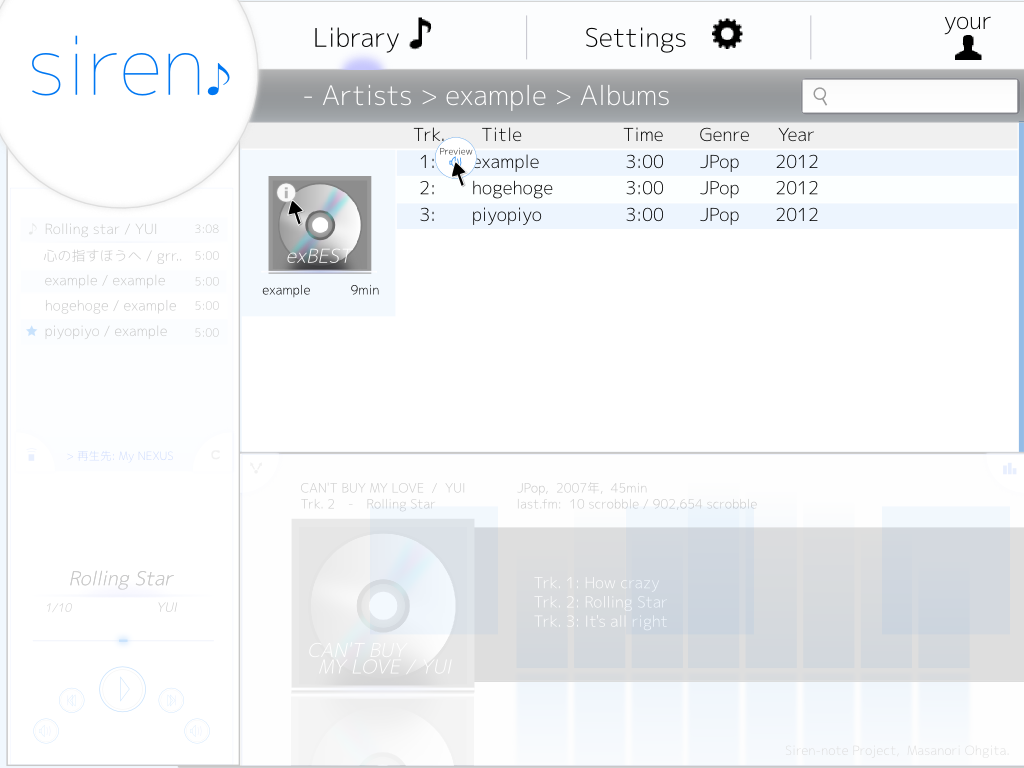 siren♪
Library
Settings
your
- Artists > example > Albums
Trk. Title Time Genre Year
Preview
1: example 3:00 JPop 2012
2: hogehoge 3:00 JPop 2012
3: piyopiyo 3:00 JPop 2012
i
exBEST
example 9min
♪ Rolling star / YUI 3:08
心の指すほうへ / grr.. 5:00
example / example 5:00
hogehoge / example 5:00
★ piyopiyo / example 5:00
> 再生先: My NEXUS
C
Rolling Star
1/10 YUI
CAN'T BUY MY LOVE / YUI
Trk. 2 - Rolling Star
JPop, 2007年, 45min
last.fm: 10 scrobble / 902,654 scrobble
CAN'T BUY
MY LOVE / YUI
Trk. 1: How crazy
Trk. 2: Rolling Star
Trk. 3: It's all right
Siren-note Project, Masanori Ohgita.